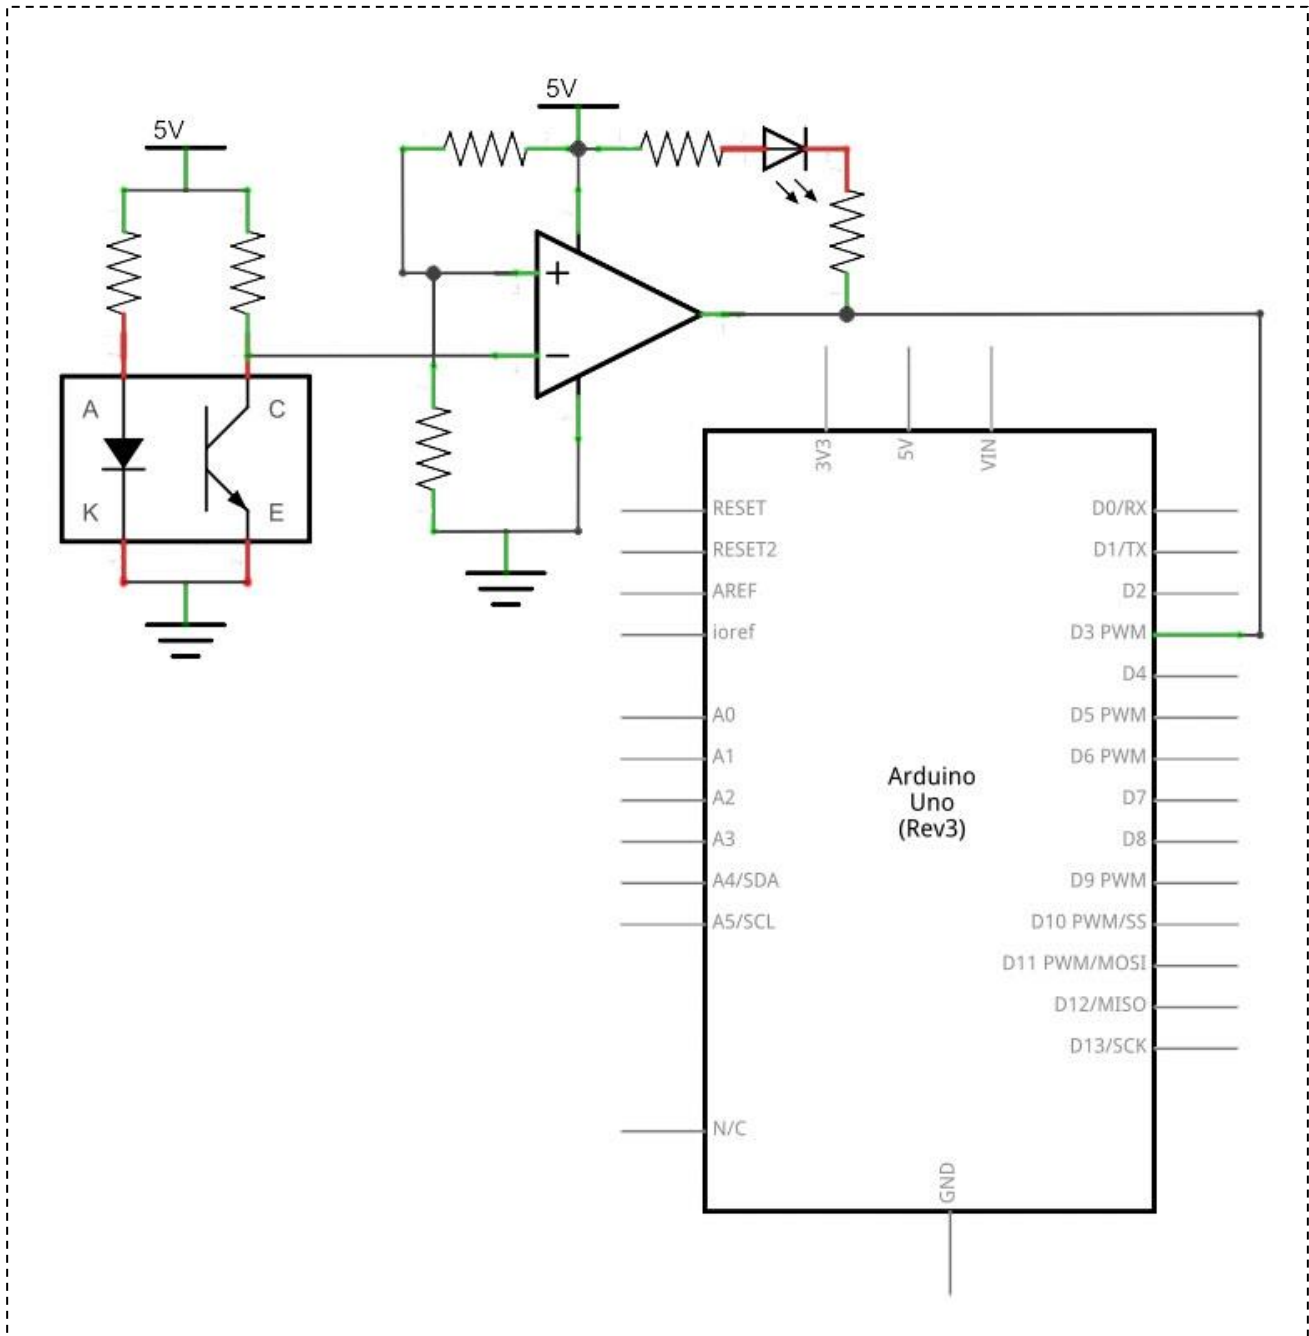 5V
5V
+
−
A
C
K
E
3V3
5V
VIN
RESET
D0/RX
RESET2
D1/TX
AREF
D2
ioref
D3 PWM
D4
A0
D5 PWM
A1
D6 PWM
Arduino
Uno
(Rev3)
A2
D7
A3
D8
A4/SDA
D9 PWM
A5/SCL
D10 PWM/SS
D11 PWM/MOSI
D12/MISO
D13/SCK
N/C
GND